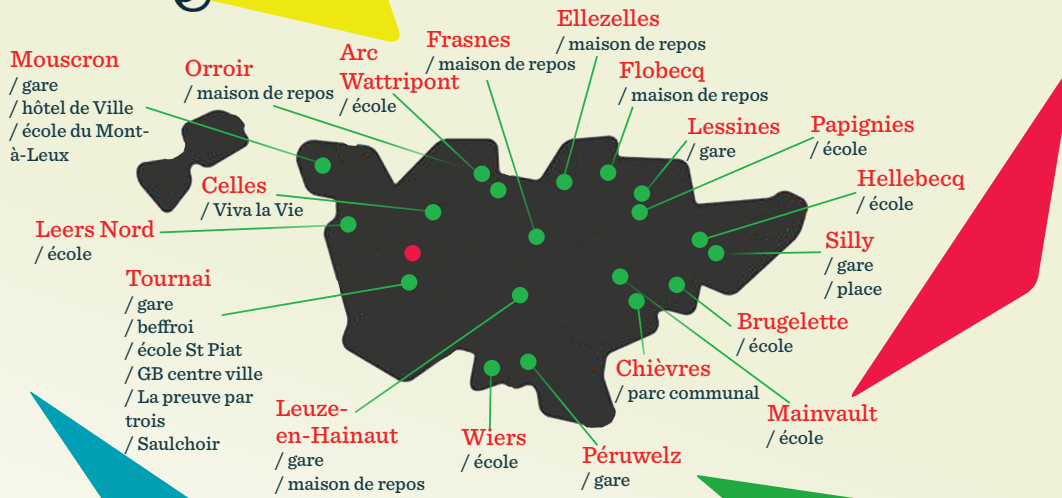 Mouscron
/ gare
/ hôtel de Ville
/ école du Mont-
à-Leux
Orroir
/ maison de repos
Arc
Wattripont
/ école
Frasnes
/ maison de repos
Ellezelles
/ maison de repos
Flobecq
/ maison de repos
Lessines
/ gare
Papignies
/ école
Hellebecq
/ école
Silly
/ gare
/ place
Celles
/ Viva la Vie
Leers Nord
/ école
Tournai
/ gare
/ beffroi
/ école St Piat
/ GB centre ville
/ La preuve par
trois
/ Saulchoir
Leuze-
en-Hainaut
/ gare
/ maison de repos
Wiers
/ école
Péruwelz
/ gare
Chièvres
/ parc communal
Brugelette
/ école
Mainvault
/ école